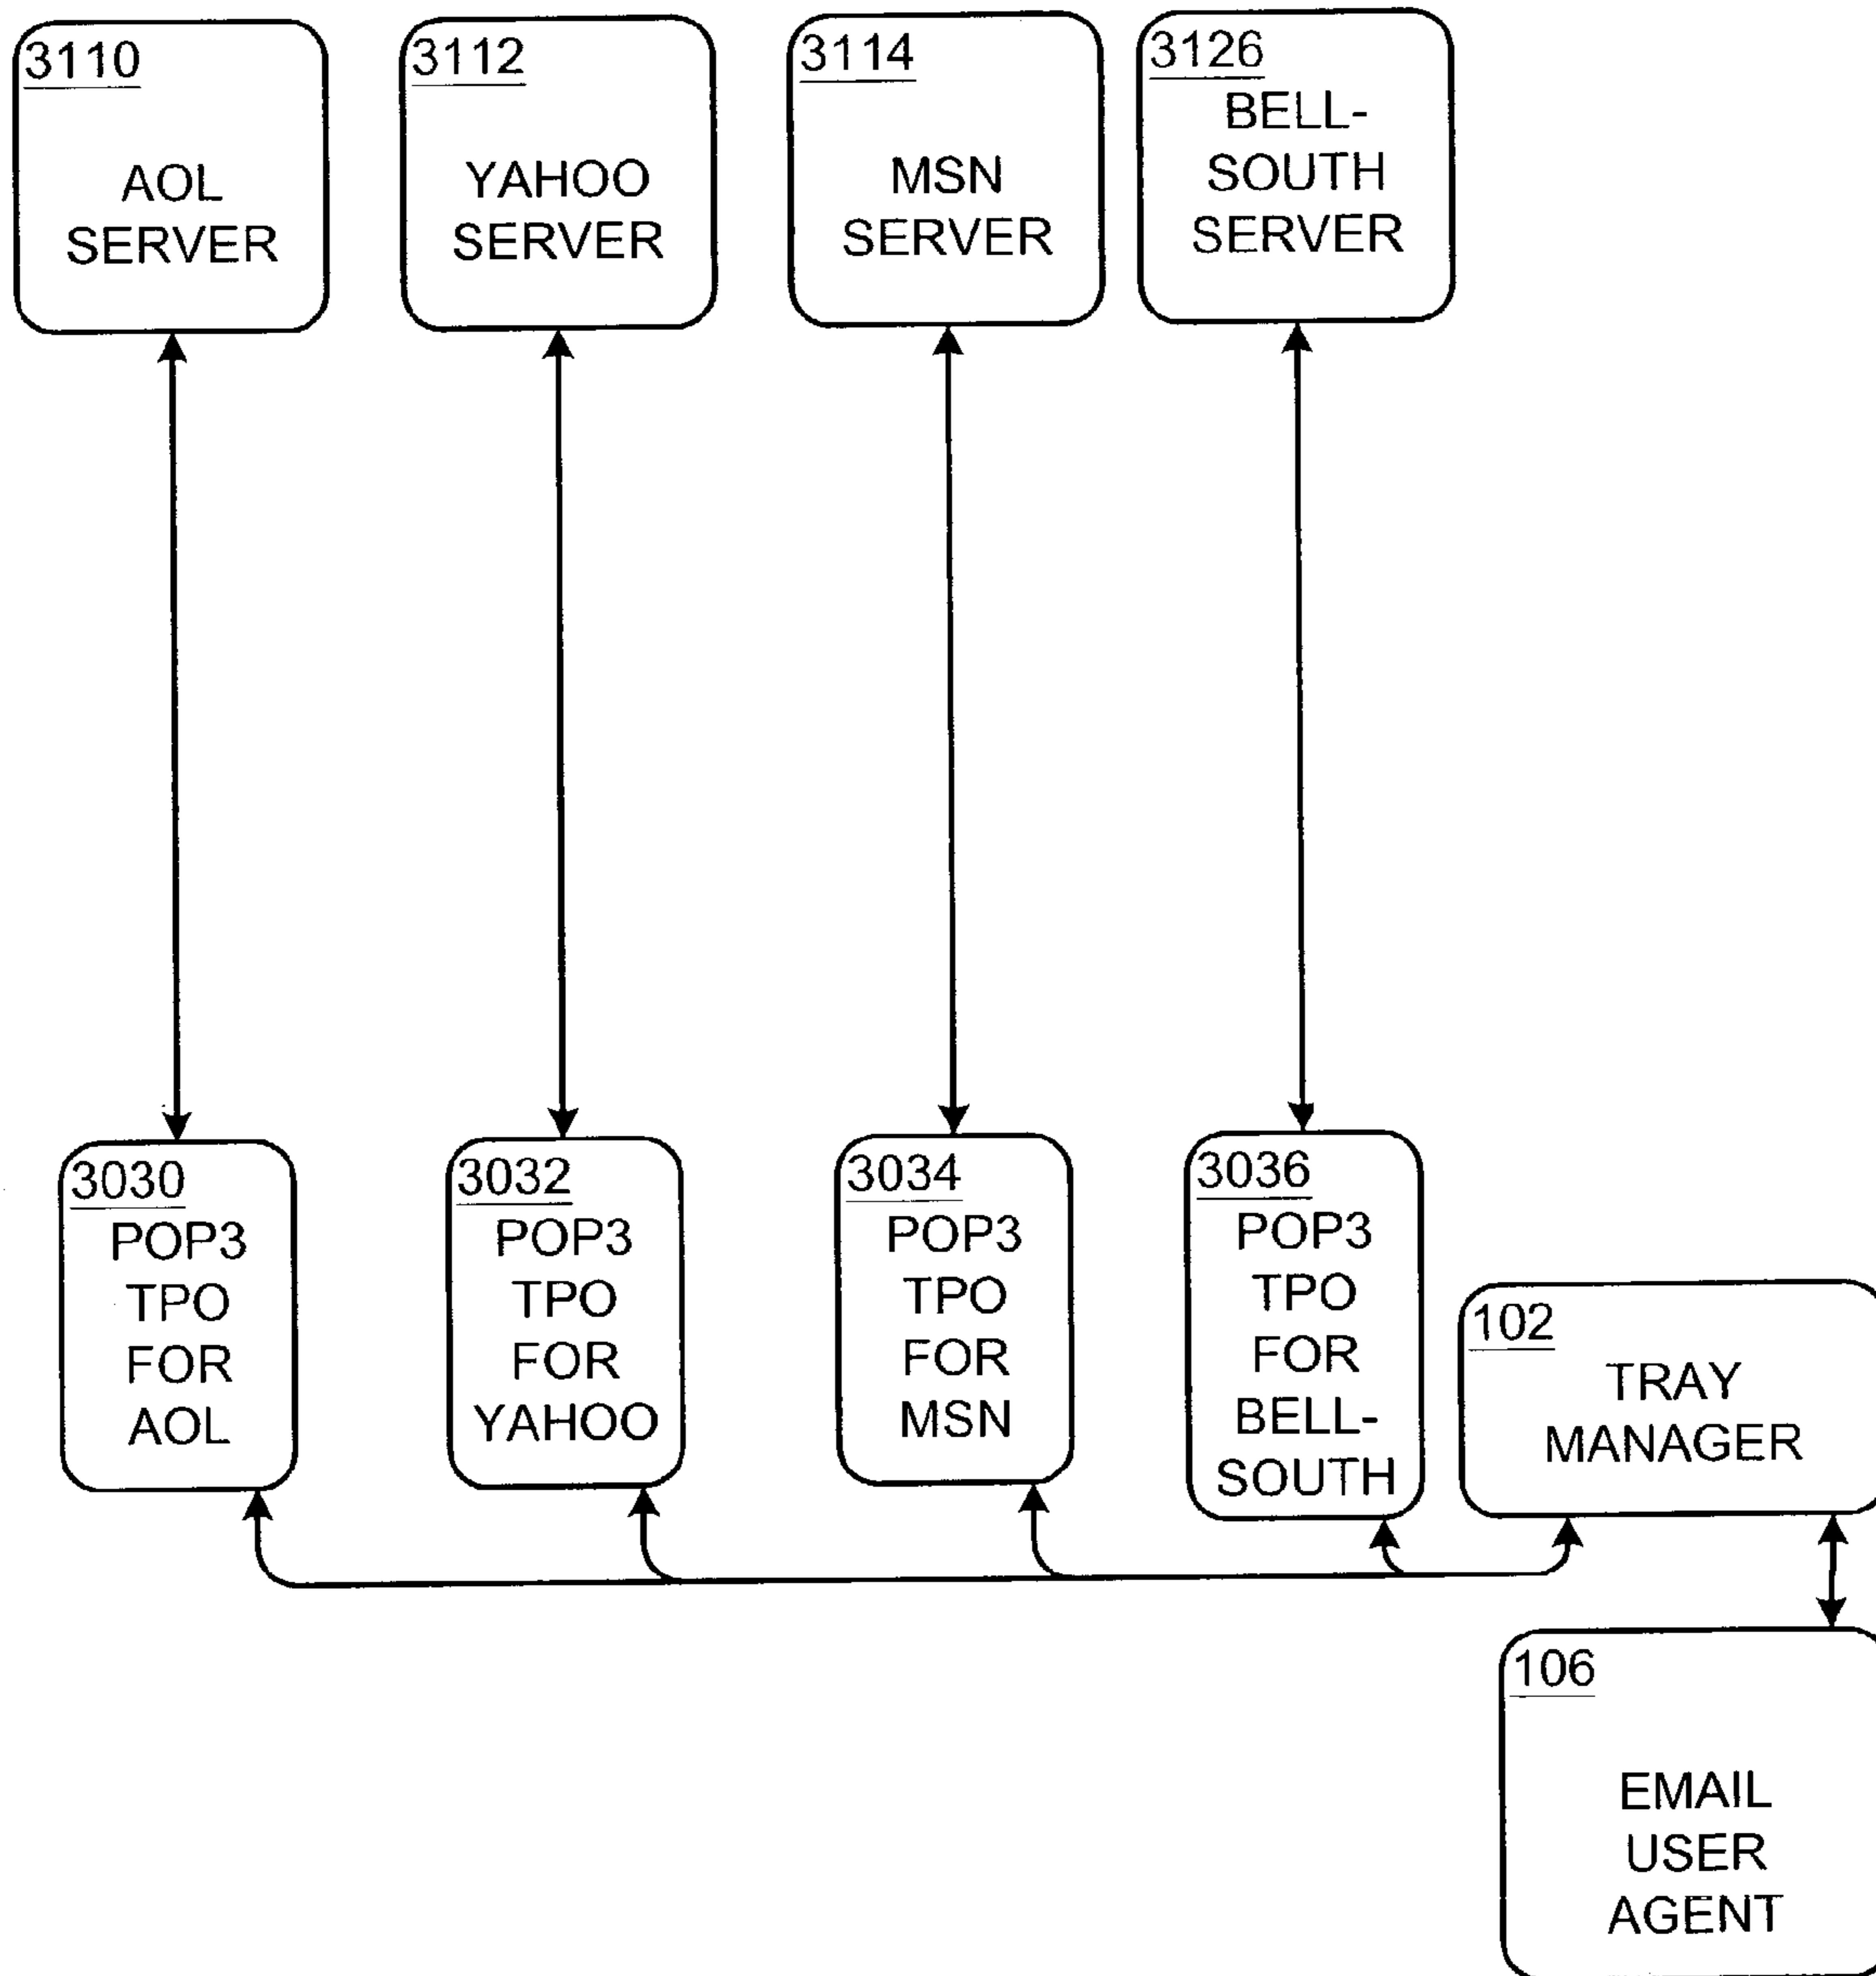 3110
AOL
SERVER
3112
YAHOO
SERVER
3114
MSN
SERVER
3126
BELL-
SOUTH
SERVER
3030
POP3
TPO
FOR
AOL
3032
POP3
TPO
FOR
YAHOO
3034
POP3
TPO
FOR
MSN
3036
POP3
TPO
FOR
BELL-
SOUTH
102
TRAY
MANAGER
106
EMAIL
USER
AGENT